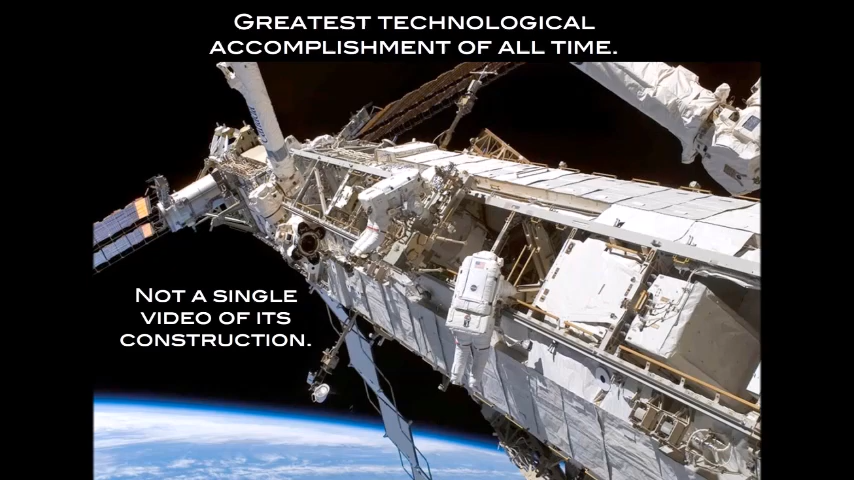 Greatest technological
accomplishment of all time.
Not a single
video of its
construction.